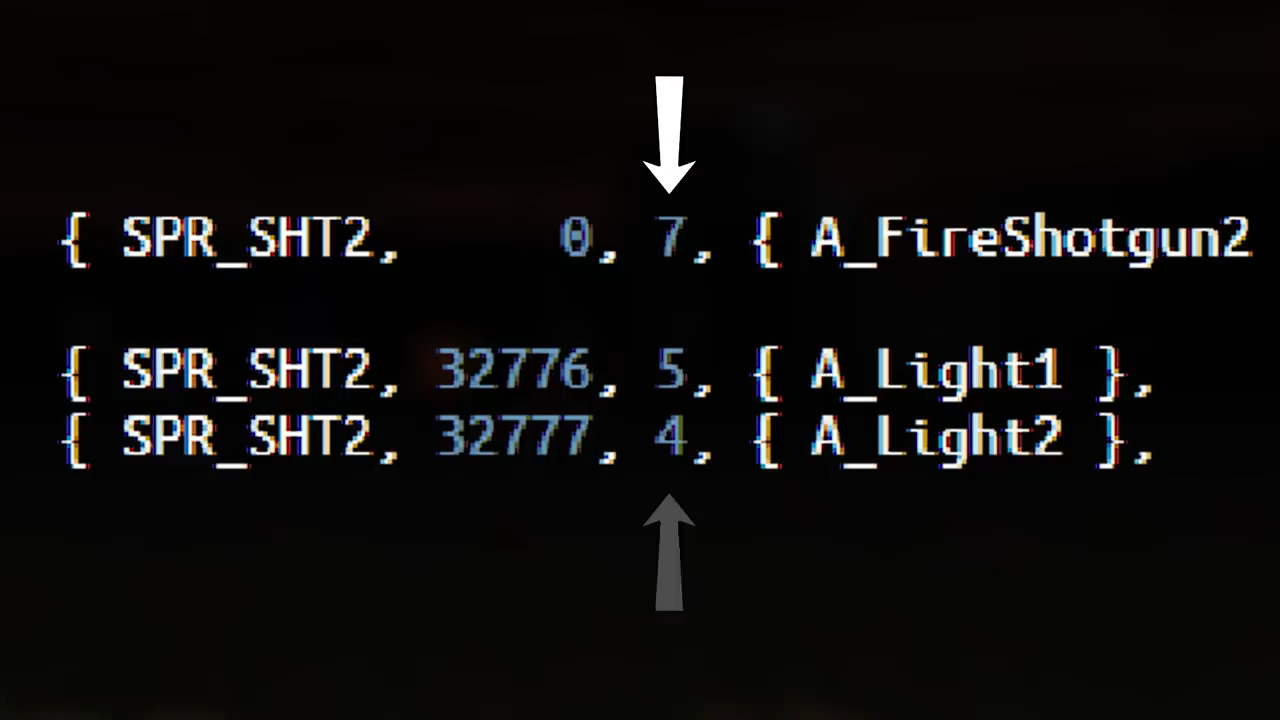 { SPR_SHT2, 0, 7, { A_FireShotgun2
{ SPR_SHT2, 32776, 5, { A_Light1 },
{ SPR_SHT2, 32777, 4, { A_Light2 },